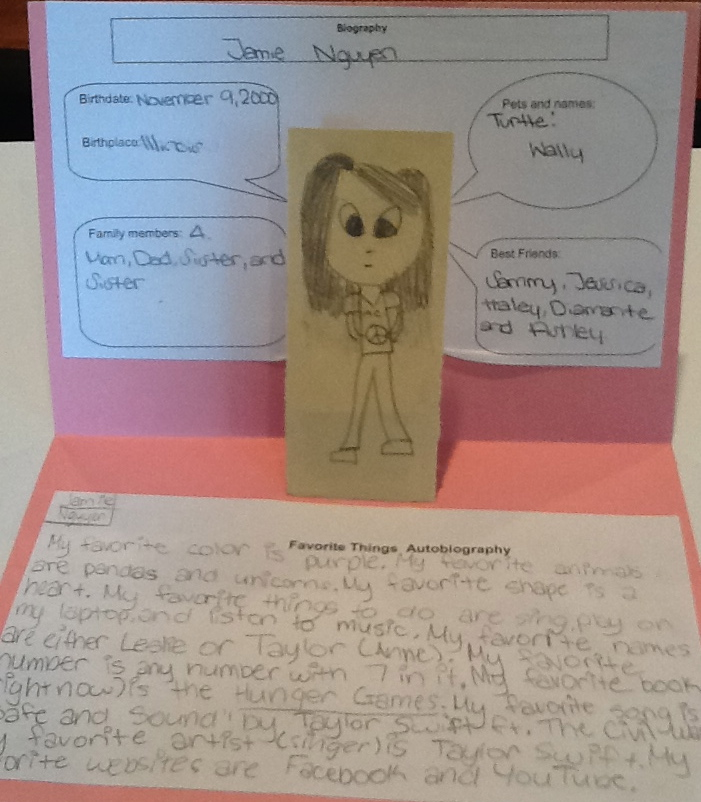 Biography
Jamie Nguyen
Birthdate: November 9, 2000
Birthplace: Illinois
Pets and names:
Turtle:
Wally
Family members: 4
Mom, Dad, Sister, and
Sister
Best Friends:
Sammy, Jessica,
Haley, Diamante
and Ashley
Jamie
Nguyen
Favorite Things Autobiography
My favorite color is purple. My favorite animals
are pandas and unicorns. My favorite shape is a
heart. My favorite things to do are sing, play on
my laptop, and listen to music. My favorite names
are either Leslie or Taylor (Anne). My favorite
number is any number with 7 in it. My favorite book
right now) is the Hunger Games. My favorite song is
Safe and Sound" by Taylor Swift ft. The Civil
favorite artist (singer) is Taylor Swift. My
orite websites are Facebook and YouTube.